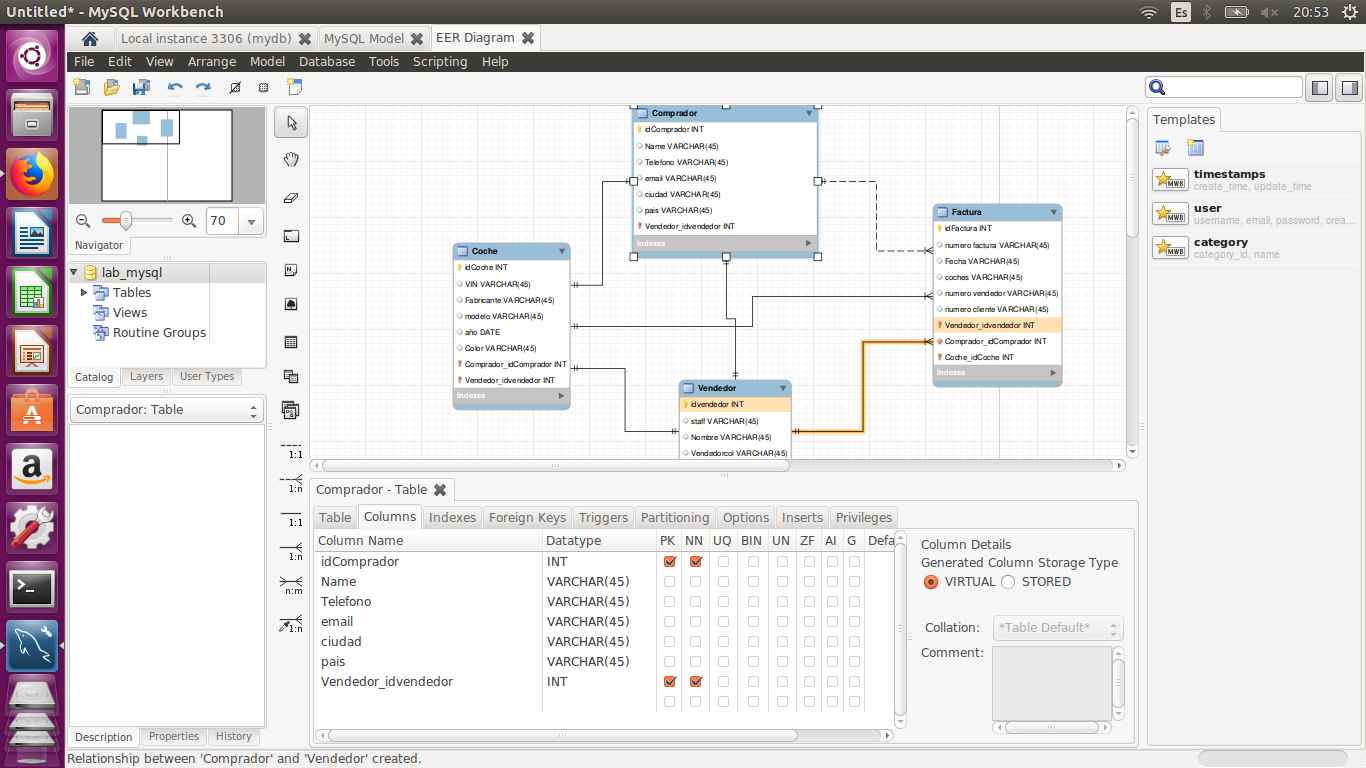 Untitled* - MySQL Workbench
Es
20:53
Local instance 3306 (mydb)
MySQL Model
EER Diagram
File Edit View Arrange Model Database Tools Scripting Help
70
Navigator
lab_mysql
Tables
Views
Routine Groups
Catalog Layers User Types
Comprador: Table
Description Properties History
1:1
1:n
1:1
1:n
n:m
1:n
Comprador
idComprador INT
Name VARCHAR(45)
Telefono VARCHAR(45)
email VARCHAR(45)
ciudad VARCHAR(45)
pais VARCHAR(45)
Vendedor_idvendedor INT
Indexes
Coche
idCoche INT
VIN VARCHAR(45)
Fabricante VARCHAR(45)
modelo VARCHAR(45)
año DATE
Color VARCHAR(45)
Comprador_idComprador INT
Vendedor_idvendedor INT
Indexes
Vendedor
idvendedor INT
staff VARCHAR(45)
Nombre VARCHAR(45)
Vendedorcol VARCHAR(45)
Factura
idFactura INT
numero factura VARCHAR(45)
Fecha VARCHAR(45)
coches VARCHAR(45)
numero vendedor VARCHAR(45)
numero cliente VARCHAR(45)
Vendedor_idvendedor INT
Comprador_idComprador INT
Coche_idCoche INT
Indexes
Templates
timestamps
create_time, update_time
user
username, email, password, crea...
category
category_id, name
MWB
MWB
MWB
Comprador - Table
Table Columns Indexes Foreign Keys Triggers Partitioning Options Inserts Privileges
Column Name Datatype PK NN UQ BIN UN ZF AI G Defa
idComprador INT
Name VARCHAR(45)
Telefono VARCHAR(45)
email VARCHAR(45)
ciudad VARCHAR(45)
pais VARCHAR(45)
Vendedor_idvendedor INT
Column Details
Generated Column Storage Type
VIRTUAL STORED
Collation: *Table Default*
Comment:
Relationship between 'Comprador' and 'Vendedor' created.